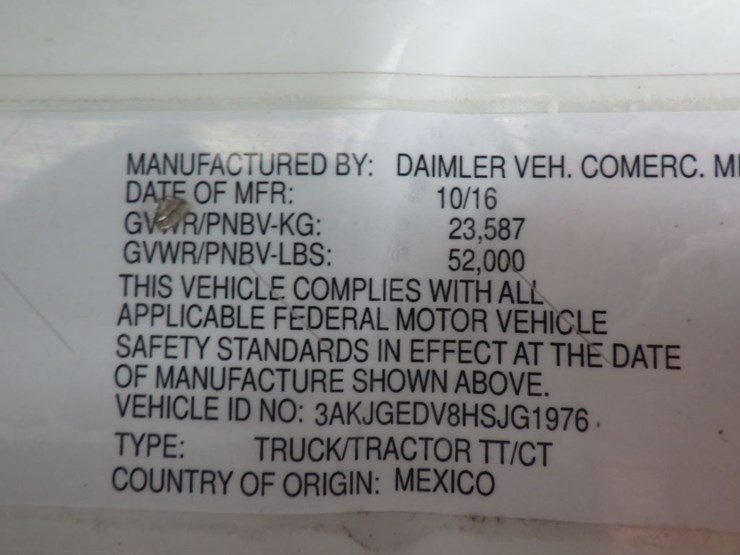 MANUFACTURED BY: DAIMLER VEH. COMERC.
DATE OF MFR: 10/16
GVWR/PNBV-KG: 23,587
GVWR/PNBV-LBS: 52,000
THIS VEHICLE COMPLIES WITH ALL
APPLICABLE FEDERAL MOTOR VEHICLE
SAFETY STANDARDS IN EFFECT AT THE DATE
OF MANUFACTURE SHOWN ABOVE.
VEHICLE ID NO: 3AKJGEDV8HSJG1976
TYPE: TRUCK/TRACTOR TT/CT
COUNTRY OF ORIGIN: MEXICO